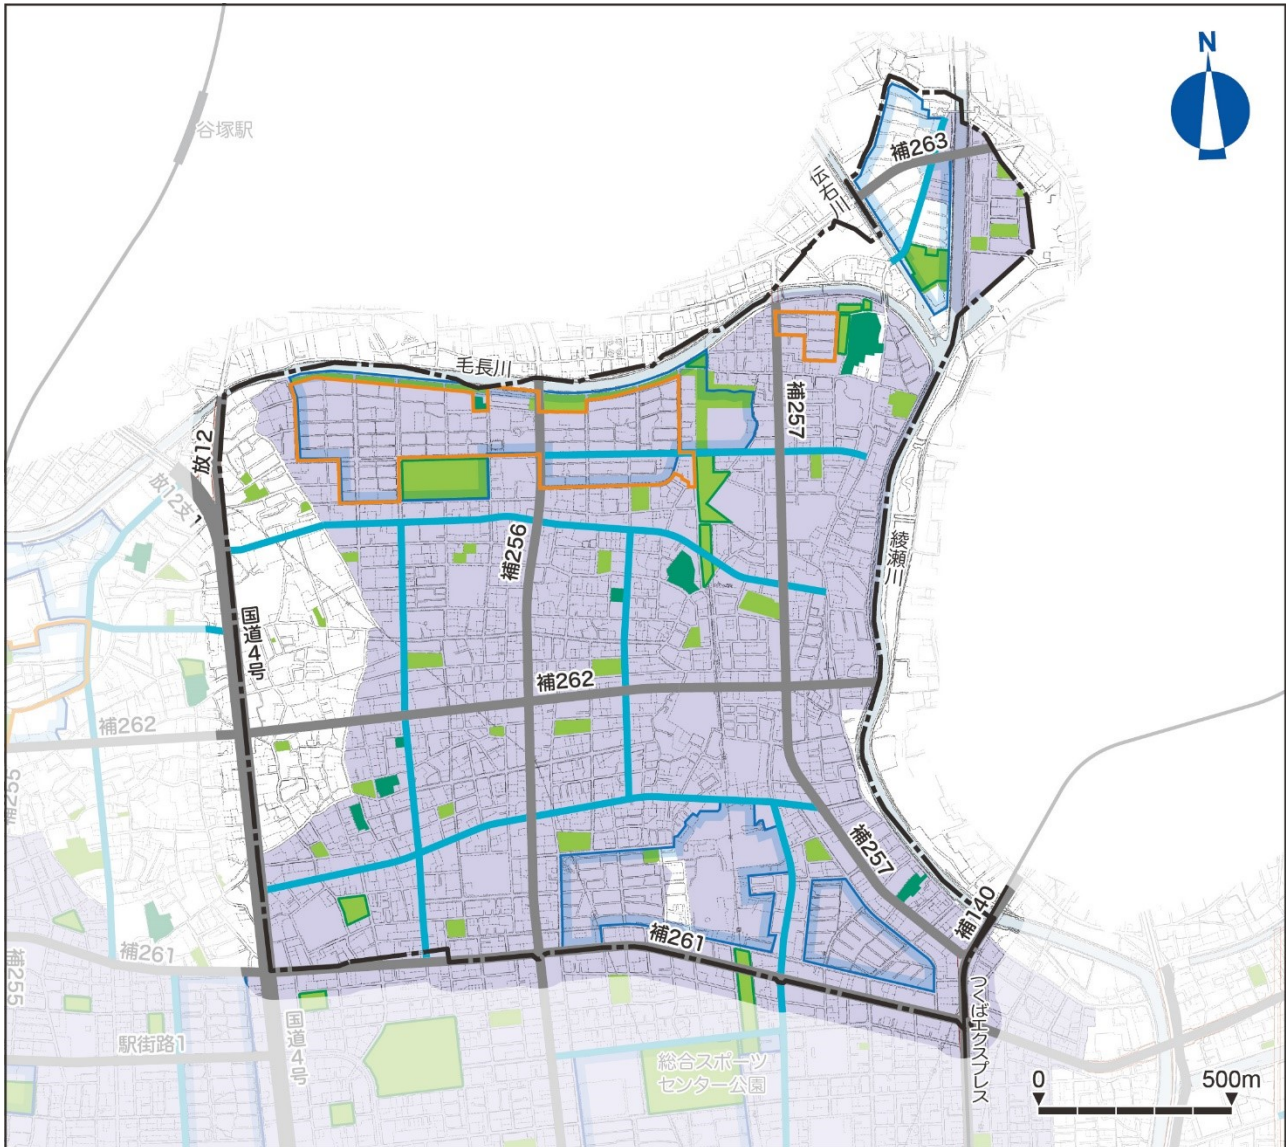 N
谷塚駅
補263
伝右川
毛長川
放12
放12支1
補257
補256
綾瀬川
国道4号
補262
補262
補255
補257
補140
補261
補261
補255
つくばエクスプレス
国道4号
駅街路1
総合スポーツ
センター公園
0
500m